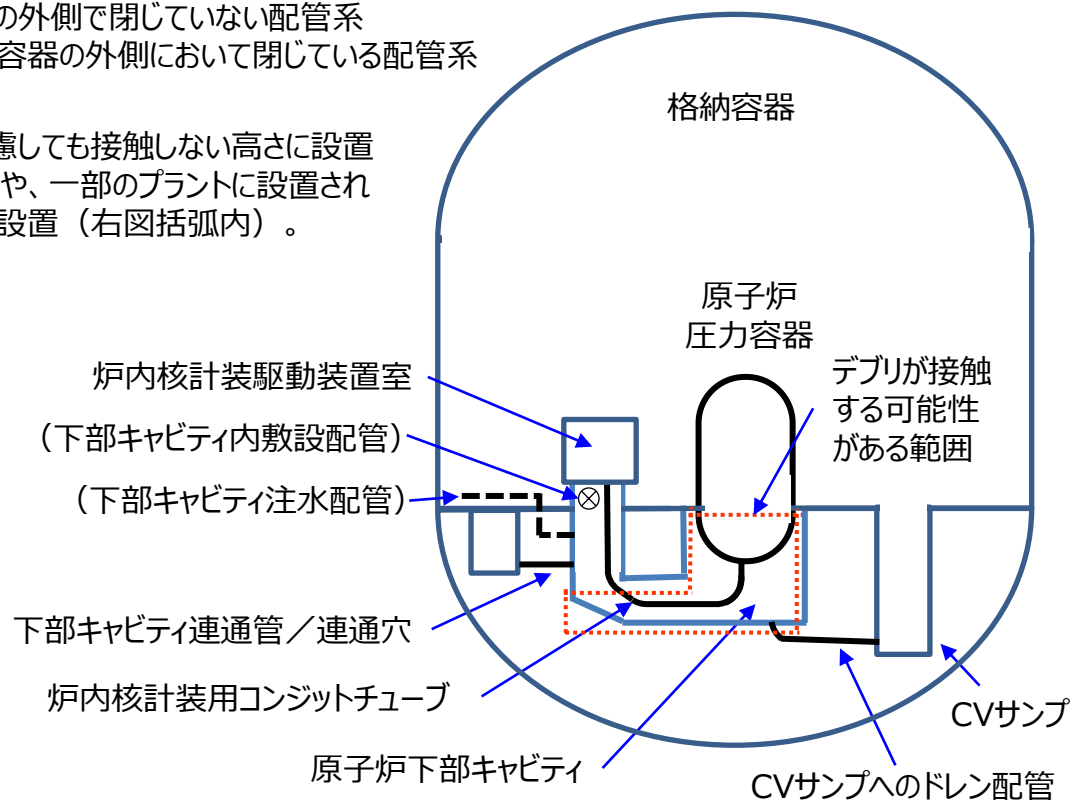 の外側で閉じていない配管系
容器の外側において閉じている配管系
慮しても接触しない高さに設置
や、一部のプラントに設置され
設置（右図括弧内）。
格納容器
原子炉
圧力容器
デブリが接触
する可能性
がある範囲
炉内核計装駆動装置室
（下部キャビティ内敷設配管）
（下部キャビティ注水配管）
下部キャビティ連通管／連通穴
炉内核計装用コンジットチューブ
原子炉下部キャビティ
CVサンプ
CVサンプへのドレン配管